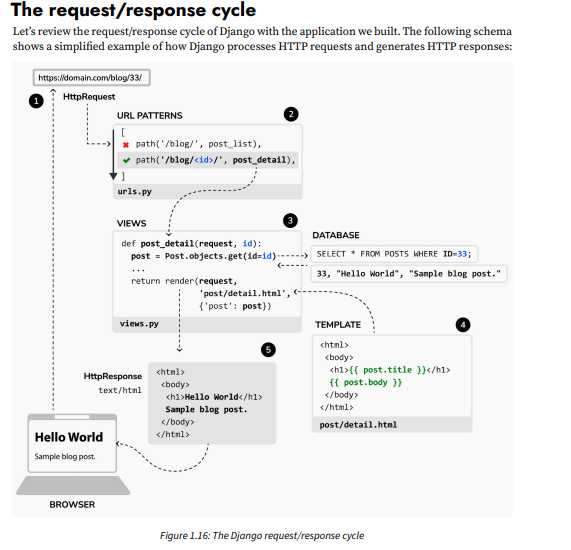 The request/response cycle
Let's review the request/response cycle of Django with the application we built. The following schema
shows a simplified example of how Django processes HTTP requests and generates HTTP responses:
https://domain.com/blog/33/
1
HttpRequest
URL PATTERNS
2
[
path('/blog/', post_list),
path('/blog/<id>/', post_detail),
]
urls.py
VIEWS
3
def post_detail(request, id):
post = Post.objects.get(id=id)
...
return render(request,
'post/detail.html',
{'post': post})
views.py
DATABASE
SELECT * FROM POSTS WHERE ID=33;
33, "Hello World", "Sample blog post."
TEMPLATE
4
<html>
<body>
<h1>{{ post.title }}</h1>
{{ post.body }}
</body>
</html>
post/detail.html
5
HttpResponse
text/html
<html>
<body>
<h1>Hello World</h1>
Sample blog post.
</body>
</html>
Hello World
Sample blog post.
BROWSER
Figure 1.16: The Django request/response cycle